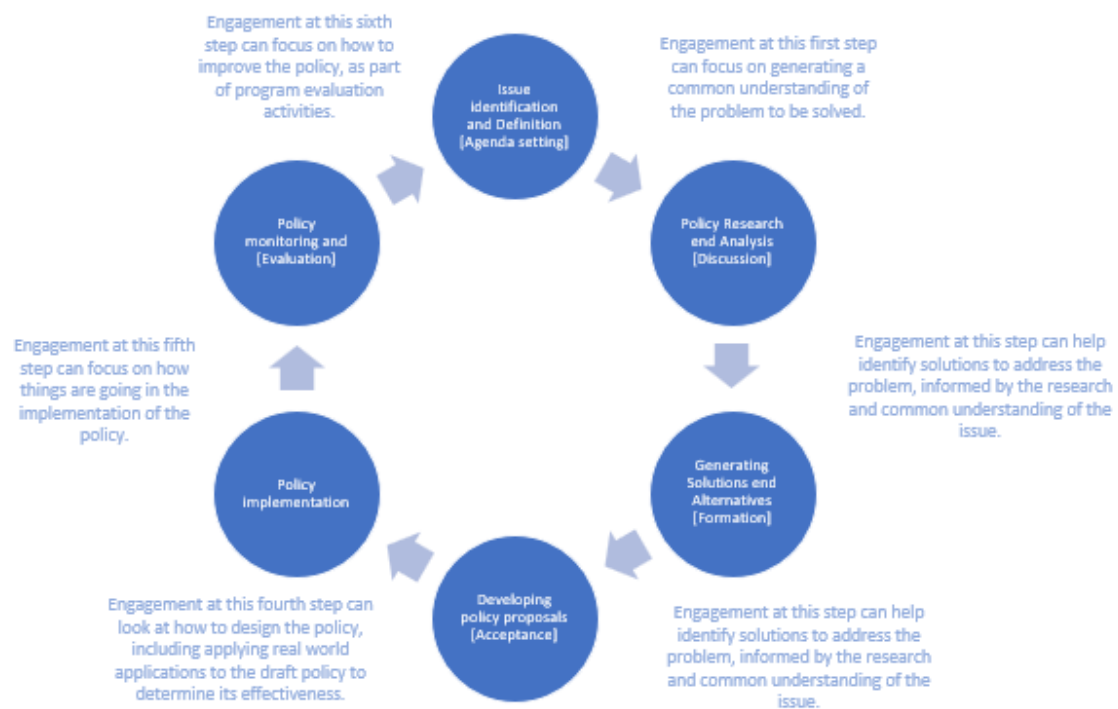 Engagement at this sixth
step can focus on how to
improve the policy, as part
of program evaluation
activities.
Issue
identification
and Definition
[Agenda setting]
Engagement at this first step
can focus on generating a
common understanding of
the problem to be solved.
Policy Research
end Analysis
[Discussion]
Engagement at this step can help
identify solutions to address the
problem, informed by the research
and common understanding of the
issue.
Generating
Solutions end
Alternatives
[Formation]
Engagement at this step can help
identify solutions to address the
problem, informed by the research
and common understanding of the
issue.
Developing
policy proposals
[Acceptance]
Engagement at this fourth step can
look at how to design the policy,
including applying real world
applications to the draft policy to
determine its effectiveness.
Policy
implementation
Engagement at this fifth
step can focus on how
things are going in the
implementation of the
policy.
Policy
monitoring and
[Evaluation]